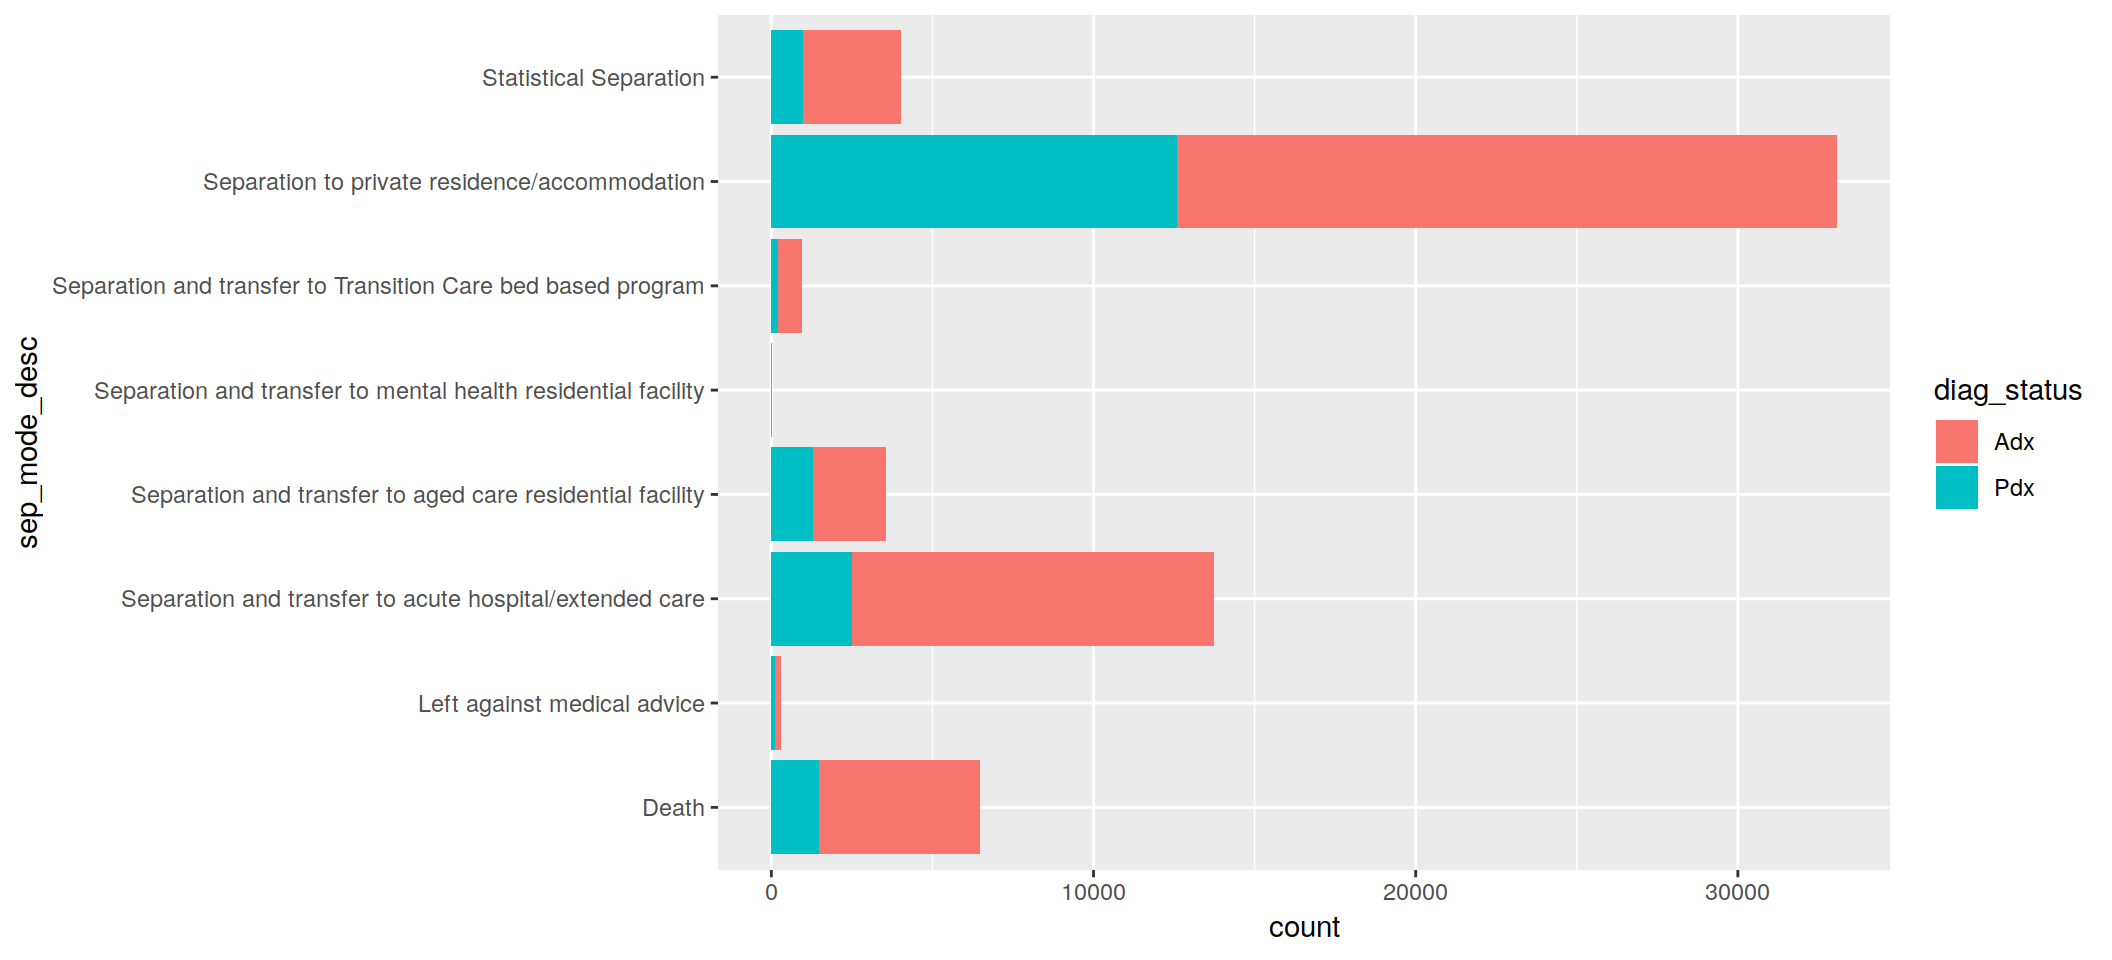 Statistical Separation
Separation to private residence/accommodation
Separation and transfer to Transition Care bed based program
Separation and transfer to mental health residential facility
Separation and transfer to aged care residential facility
Separation and transfer to acute hospital/extended care
Left against medical advice
Death
sep_mode_desc
0 10000 20000 30000
count
diag_status
Adx
Pdx